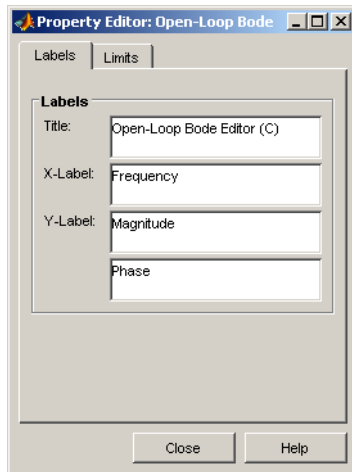 Property Editor: Open-Loop Bode
Labels Limits
Labels
Title: Open-Loop Bode Editor (C)
X-Label: Frequency
Y-Label: Magnitude
Phase
Close Help